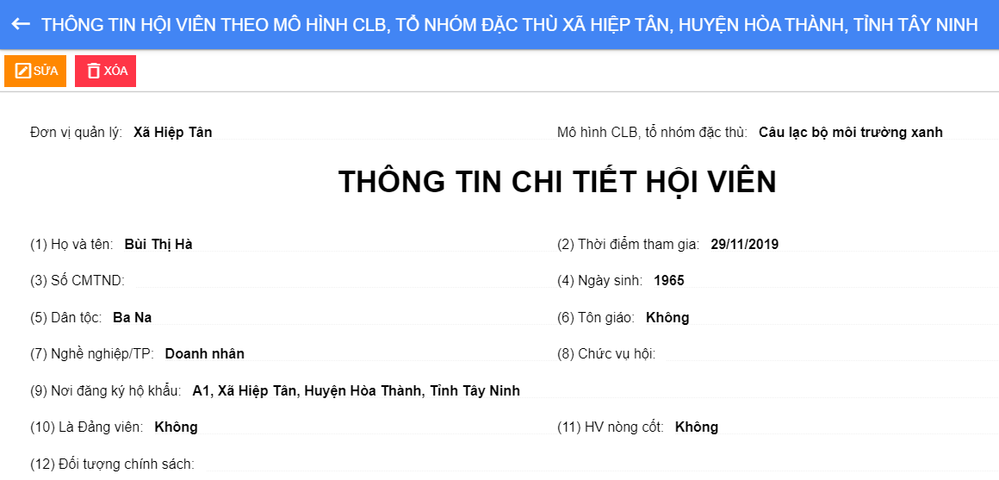 THÔNG TIN HỘI VIÊN THEO MÔ HÌNH CLB, TỔ NHÓM ĐẶC THÙ XÃ HIỆP TÂN, HUYỆN HÒA THÀNH, TỈNH TÂY NINH
SỬA XÓA
Đơn vị quản lý: Xã Hiệp Tân Mô hình CLB, tổ nhóm đặc thù: Câu lạc bộ môi trường xanh
THÔNG TIN CHI TIẾT HỘI VIÊN
(1) Họ và tên: Bùi Thị Hà (2) Thời điểm tham gia: 29/11/2019
(3) Số CMTND: (4) Ngày sinh: 1965
(5) Dân tộc: Ba Na (6) Tôn giáo: Không
(7) Nghề nghiệp/TP: Doanh nhân (8) Chức vụ hội:
(9) Nơi đăng ký hộ khẩu: A1, Xã Hiệp Tân, Huyện Hòa Thành, Tỉnh Tây Ninh
(10) Là Đảng viên: Không (11) HV nòng cốt: Không
(12) Đối tượng chính sách: